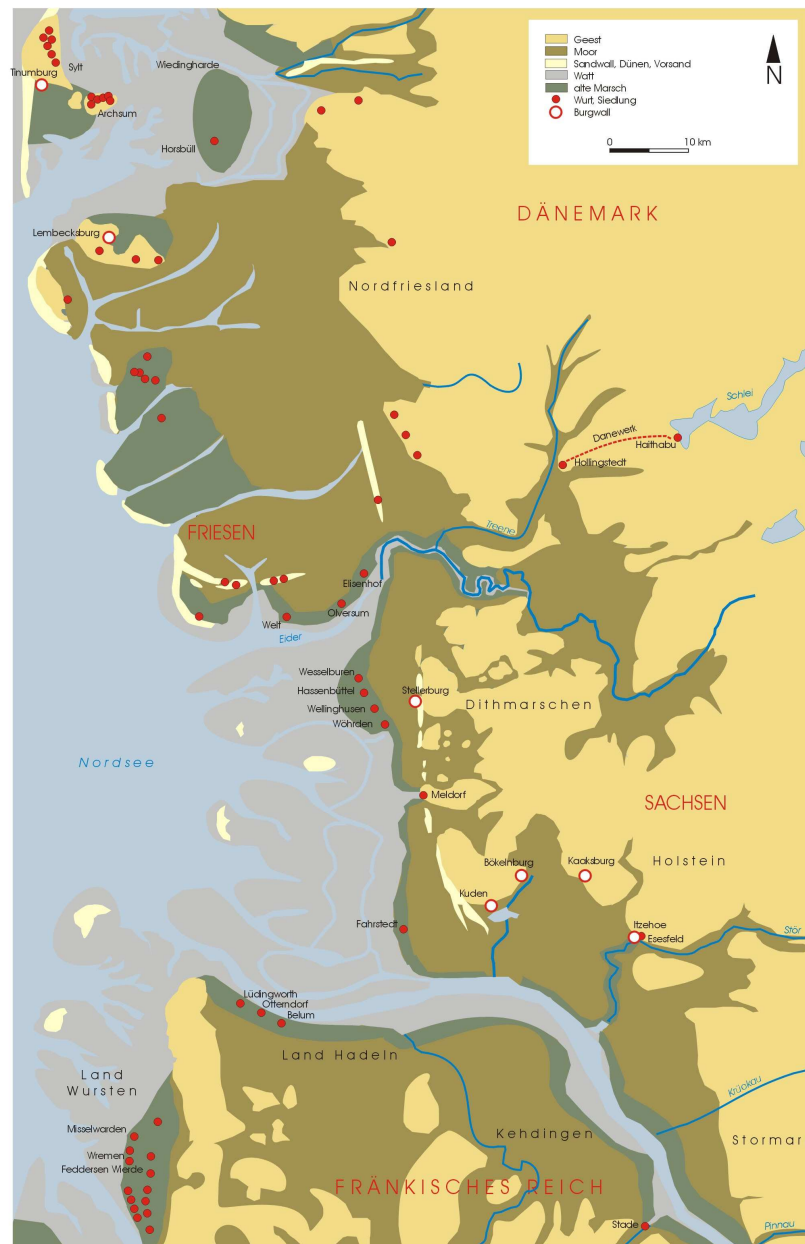 Geest
Moor
Sandwall, Dünen, Vorsand
Watt
alte Marsch
Wurt, Siedlung
Burgwall
0 10 km
N
Sylt
Tinumburg
Archsum
Wiedingharde
Horsbüll
DÄNEMARK
Lembecksburg
Nordfriesland
Schlei
Danewerk
Haithabu
Hollingstedt
Treene
FRIESEN
Elisenhof
Olversum
Welt
Eider
Wesselburen
Hassenbüttel
Wellinghusen
Wöhrden
Stellerburg
Dithmarschen
Nordsee
Meldorf
SACHSEN
Bökelnburg
Kaaksburg
Holstein
Kuden
Fahrstedt
Itzehoe
Esesfeld
Stör
Lüdingworth
Otterndorf
Belum
Land Hadeln
Land
Wursten
Krückau
Misselwarden
Kehdingen
Stormar
Wremen
Feddersen Wierde
FRÄNKISCHES REICH
Stade
Pinnau